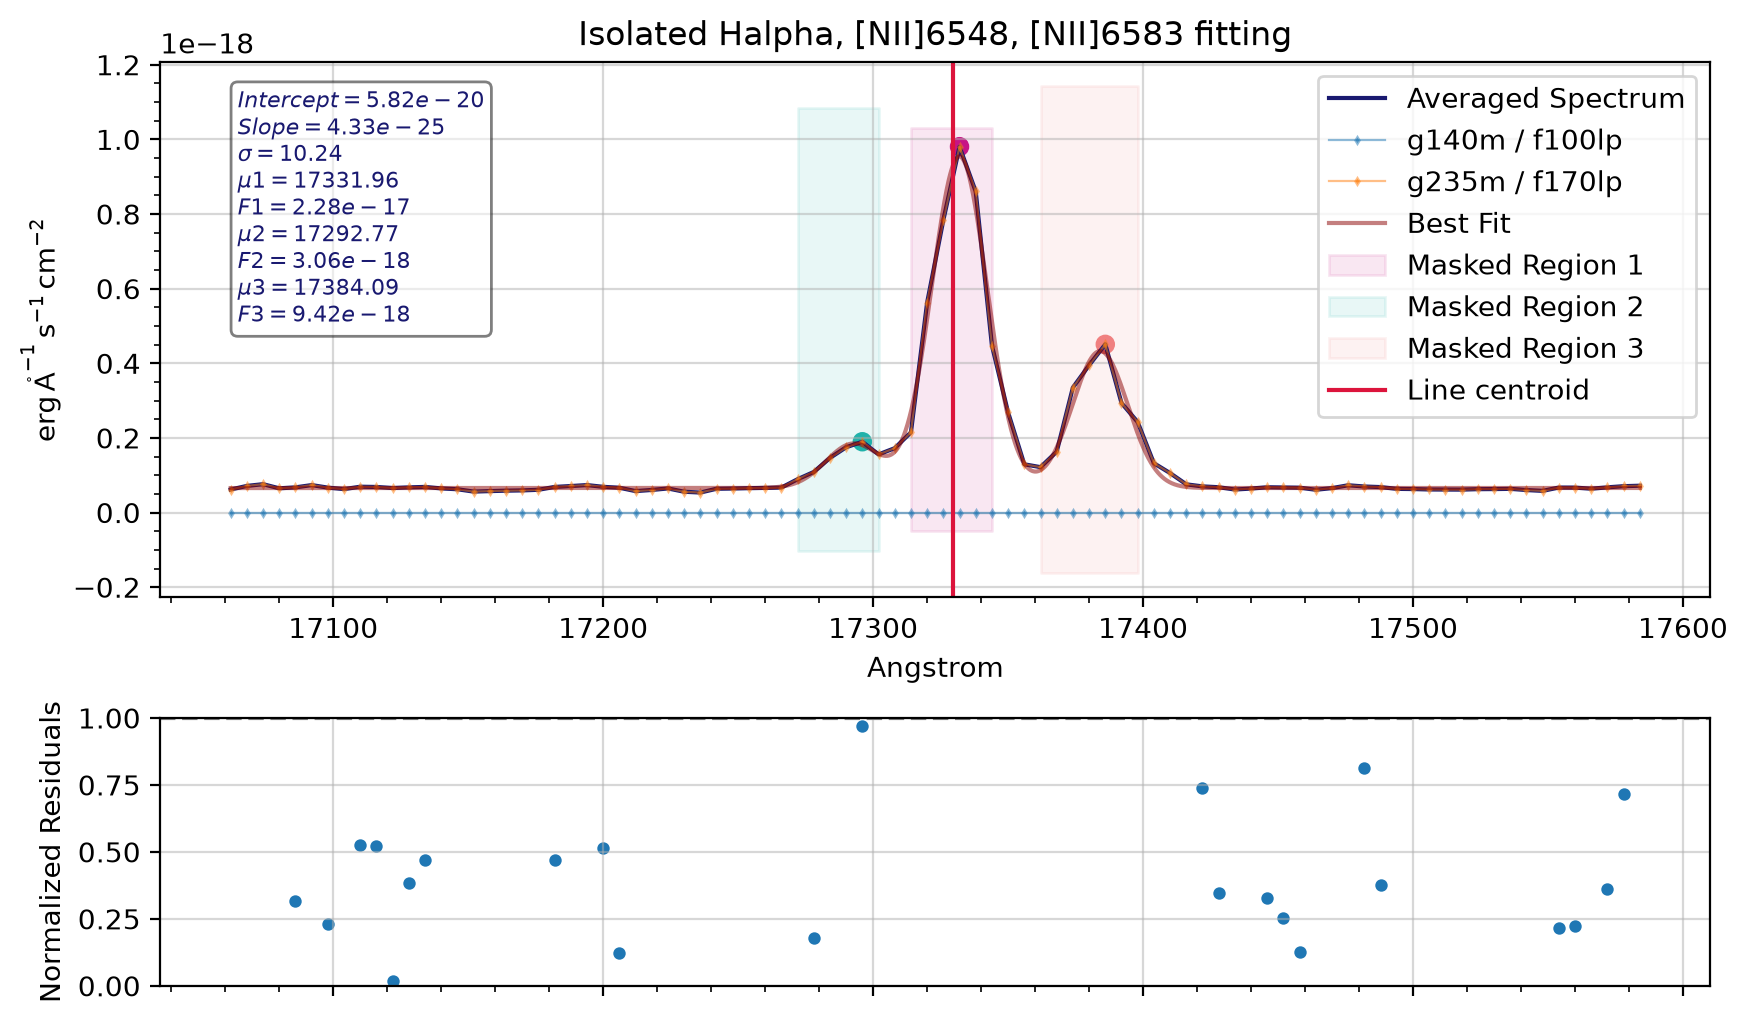 Isolated Halpha, [NII]6548, [NII]6583 fitting
1e−18
1.2
1.0
0.8
0.6
0.4
0.2
0.0
−0.2
erg Å⁻¹ s⁻¹ cm⁻²
Intercept = 5.82e − 20
Slope = 4.33e − 25
σ = 10.24
μ1 = 17331.96
F1 = 2.28e − 17
μ2 = 17292.77
F2 = 3.06e − 18
μ3 = 17384.09
F3 = 9.42e − 18
Averaged Spectrum
g140m / f100lp
g235m / f170lp
Best Fit
Masked Region 1
Masked Region 2
Masked Region 3
Line centroid
17100 17200 17300 17400 17500 17600
Angstrom
1.00
0.75
0.50
0.25
0.00
Normalized Residuals